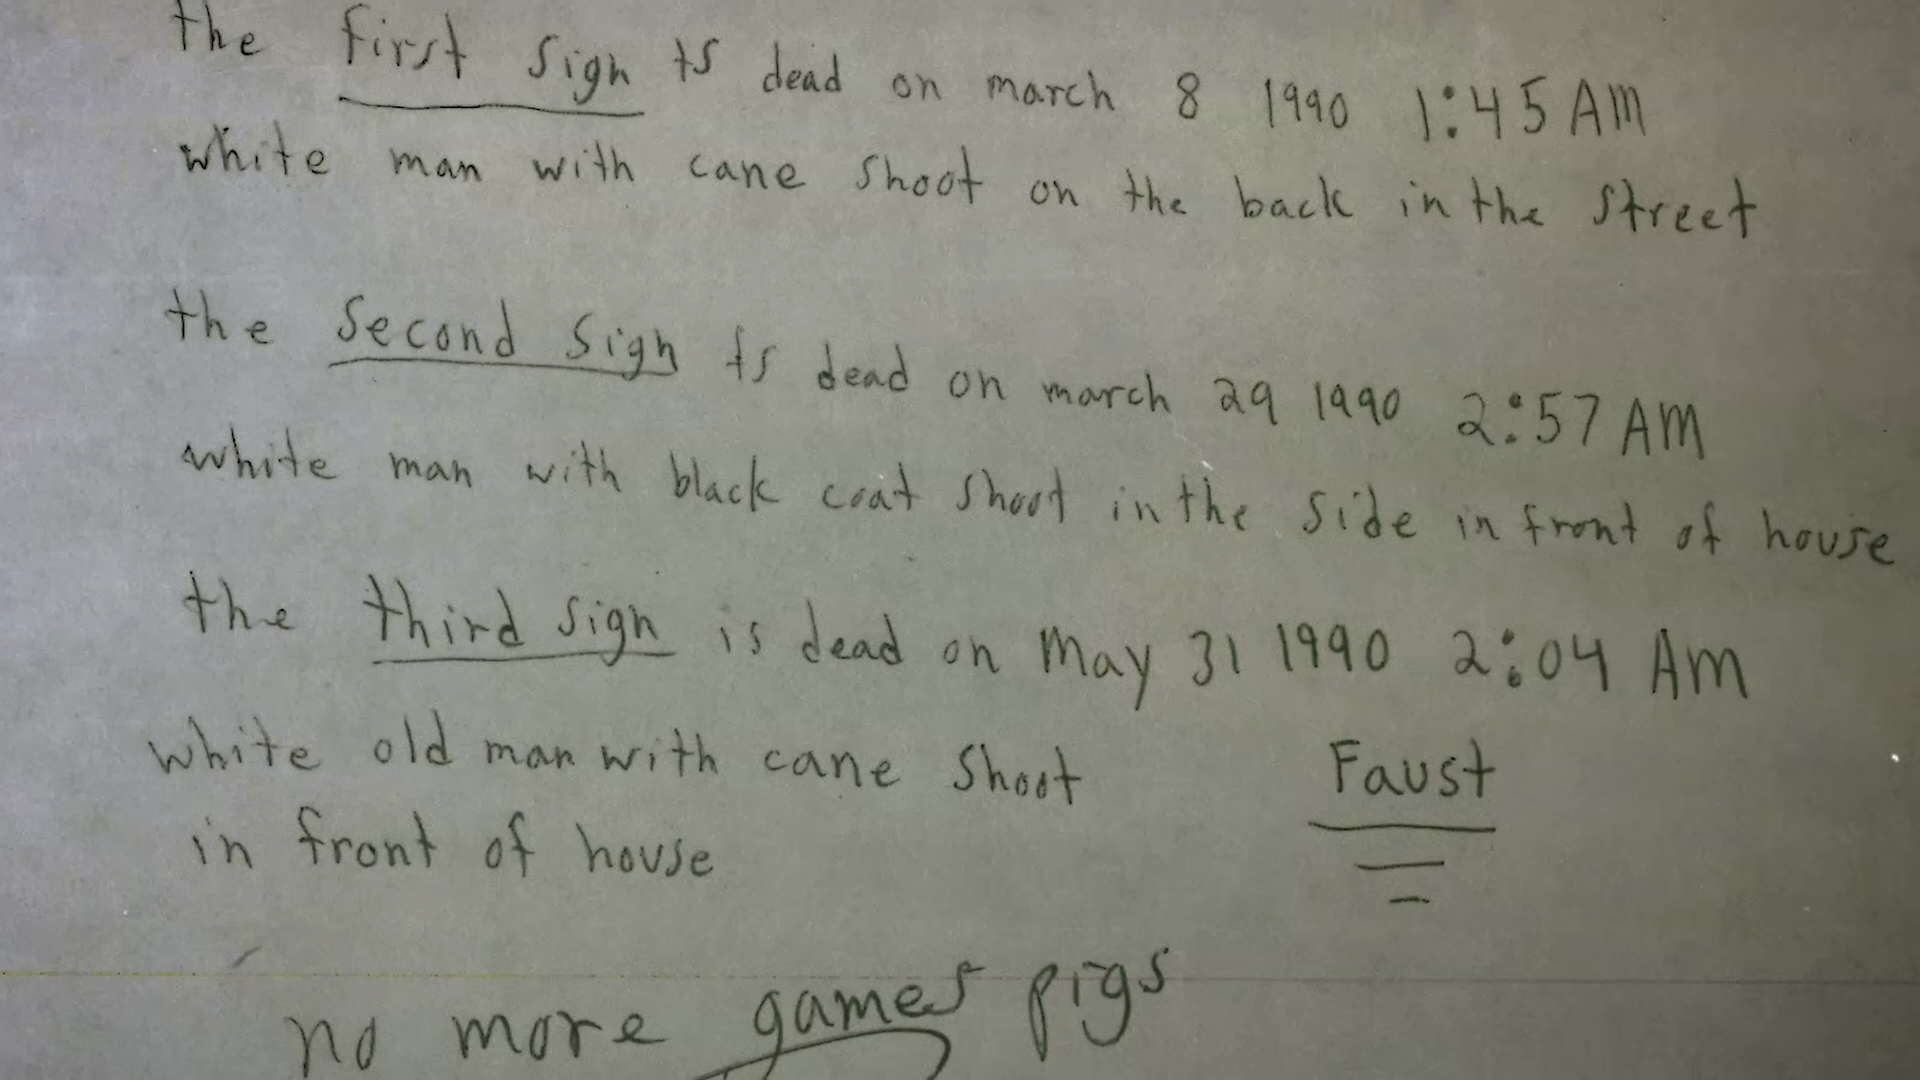 the first sign is dead on march 8 1990 1:45 AM
white man with cane shoot on the back in the street
the second sign is dead on march 29 1990 2:57 AM
white man with black coat shoot in the side in front of house
the third sign is dead on May 31 1990 2:04 AM
white old man with cane shoot
in front of house
Faust
no more games pigs